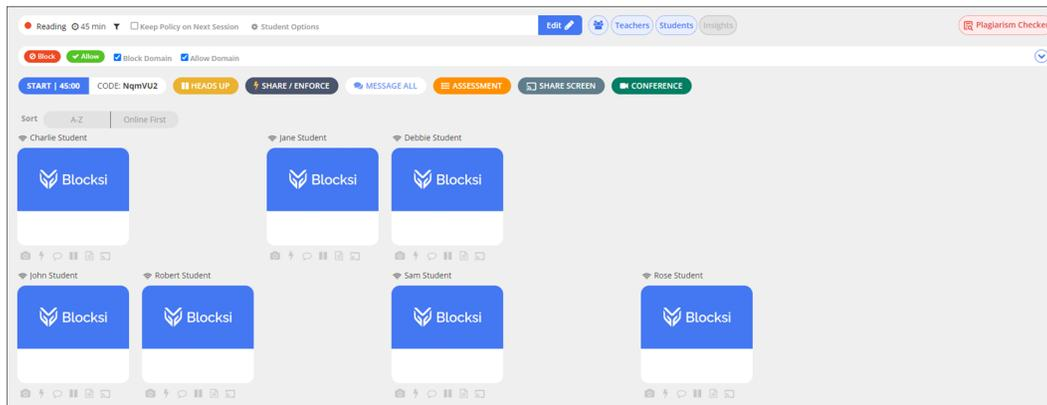 Reading 45 min Keep Policy on Next Session Student Options Edit Teachers Students Insights Plagiarism Checke
Block Allow Block Domain Allow Domain
START | 45:00 CODE: NqmVU2 HEADS UP SHARE / ENFORCE MESSAGE ALL ASSESSMENT SHARE SCREEN CONFERENCE
Sort A-Z Online First
Charlie Student Jane Student Debbie Student
Blocksi Blocksi Blocksi
John Student Robert Student Sam Student Rose Student
Blocksi Blocksi Blocksi Blocksi